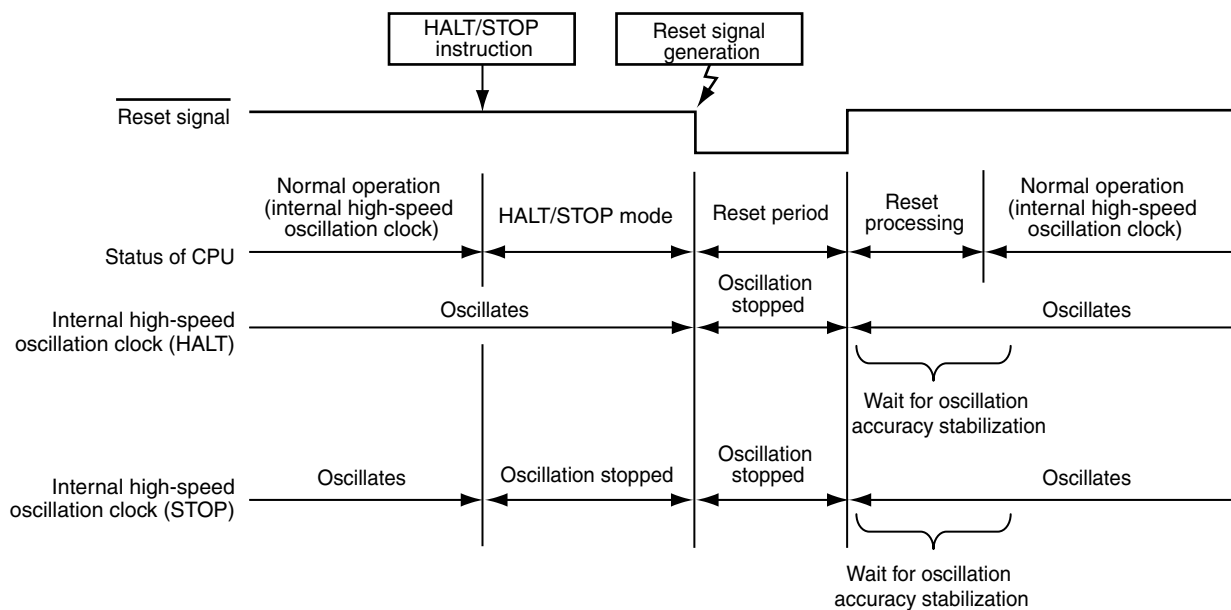 HALT/STOP
instruction
Reset signal
generation
Reset signal
Normal operation
(internal high-speed
oscillation clock)
HALT/STOP mode
Reset period
Reset
processing
Normal operation
(internal high-speed
oscillation clock)
Status of CPU
Internal high-speed
oscillation clock (HALT)
Oscillates
Oscillation
stopped
Oscillates
Wait for oscillation
accuracy stabilization
Internal high-speed
oscillation clock (STOP)
Oscillates
Oscillation stopped
Oscillation
stopped
Oscillates
Wait for oscillation
accuracy stabilization